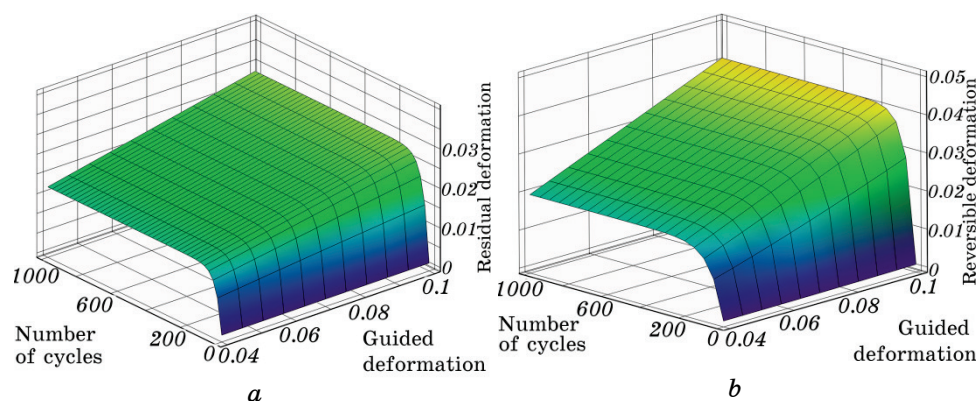 Residual deformation
0.03
0.02
0.01
0
1000
600
200
0
0.04
0.06
0.08
0.1
Number
of cycles
Guided
deformation
a
Reversible deformation
0.05
0.04
0.03
0.02
0.01
0
1000
600
200
0
0.04
0.06
0.08
0.1
Number
of cycles
Guided
deformation
b